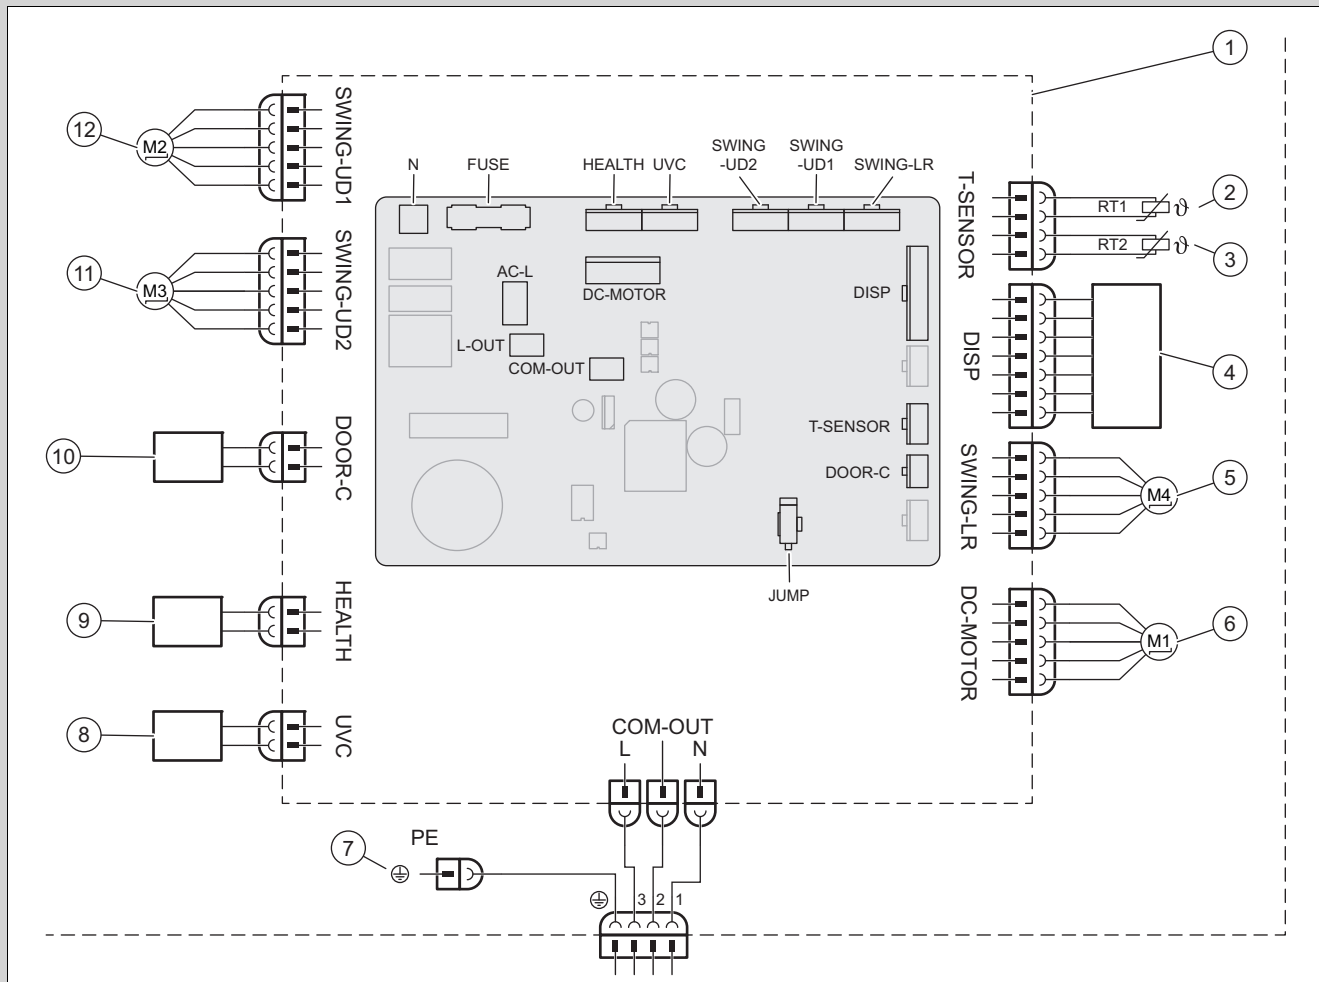 1
12
M2
SWING-UD1
N
FUSE
HEALTH
UVC
SWING
-UD2
SWING
-UD1
SWING-LR
T-SENSOR
RT1
ϑ
2
RT2
ϑ
3
11
M3
SWING-UD2
AC-L
DC-MOTOR
DISP
L-OUT
COM-OUT
DISP
4
T-SENSOR
DOOR-C
10
DOOR-C
SWING-LR
M4
5
JUMP
9
HEALTH
DC-MOTOR
M1
6
8
UVC
COM-OUT
L
N
7
PE
3
2
1